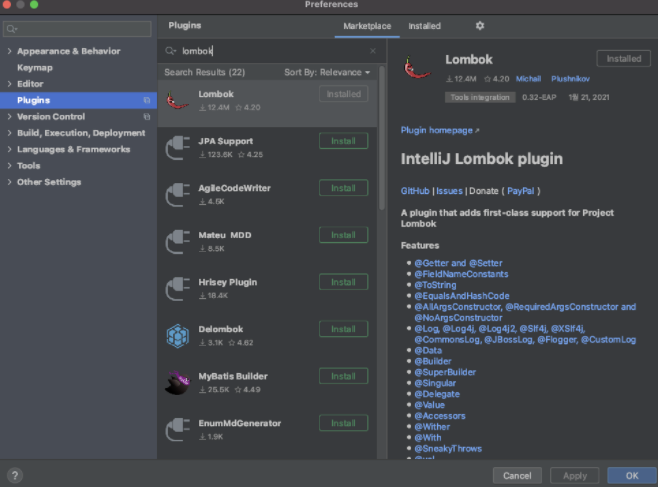 Preferences
Plugins
Marketplace
Installed
Appearance & Behavior
Keymap
Editor
Plugins
Version Control
Build, Execution, Deployment
Languages & Frameworks
Tools
Other Settings
lombok
Search Results (22)
Sort By: Relevance
Lombok
12.4M 4.20
Installed
JPA Support
123.6K 4.25
Install
AgileCodeWriter
4.5K
Install
Mateu MDD
8.5K
Install
Hrisey Plugin
18.4K
Install
Delombok
3.1K 4.62
Install
MyBatis Builder
25.6K 4.49
Install
EnumMdGenerator
1.9K
Install
Lombok
Installed
12.4M 4.20 Michail Plushnikov
Tools integration 0.32-EAP 1월 21, 2021
Plugin homepage
IntelliJ Lombok plugin
GitHub | Issues | Donate ( PayPal )
A plugin that adds first-class support for Project
Lombok
Features
@Getter and @Setter
@FieldNameConstants
@ToString
@EqualsAndHashCode
@AllArgsConstructor, @RequiredArgsConstructor and
@NoArgsConstructor
@Log, @Log4j, @Log4j2, @Slf4j, @XSlf4j,
@CommonsLog, @JBossLog, @Flogger, @CustomLog
@Data
@Builder
@SuperBuilder
@Singular
@Delegate
@Value
@Accessors
@Wither
@With
@SneakyThrows
@val
?
Cancel
Apply
OK